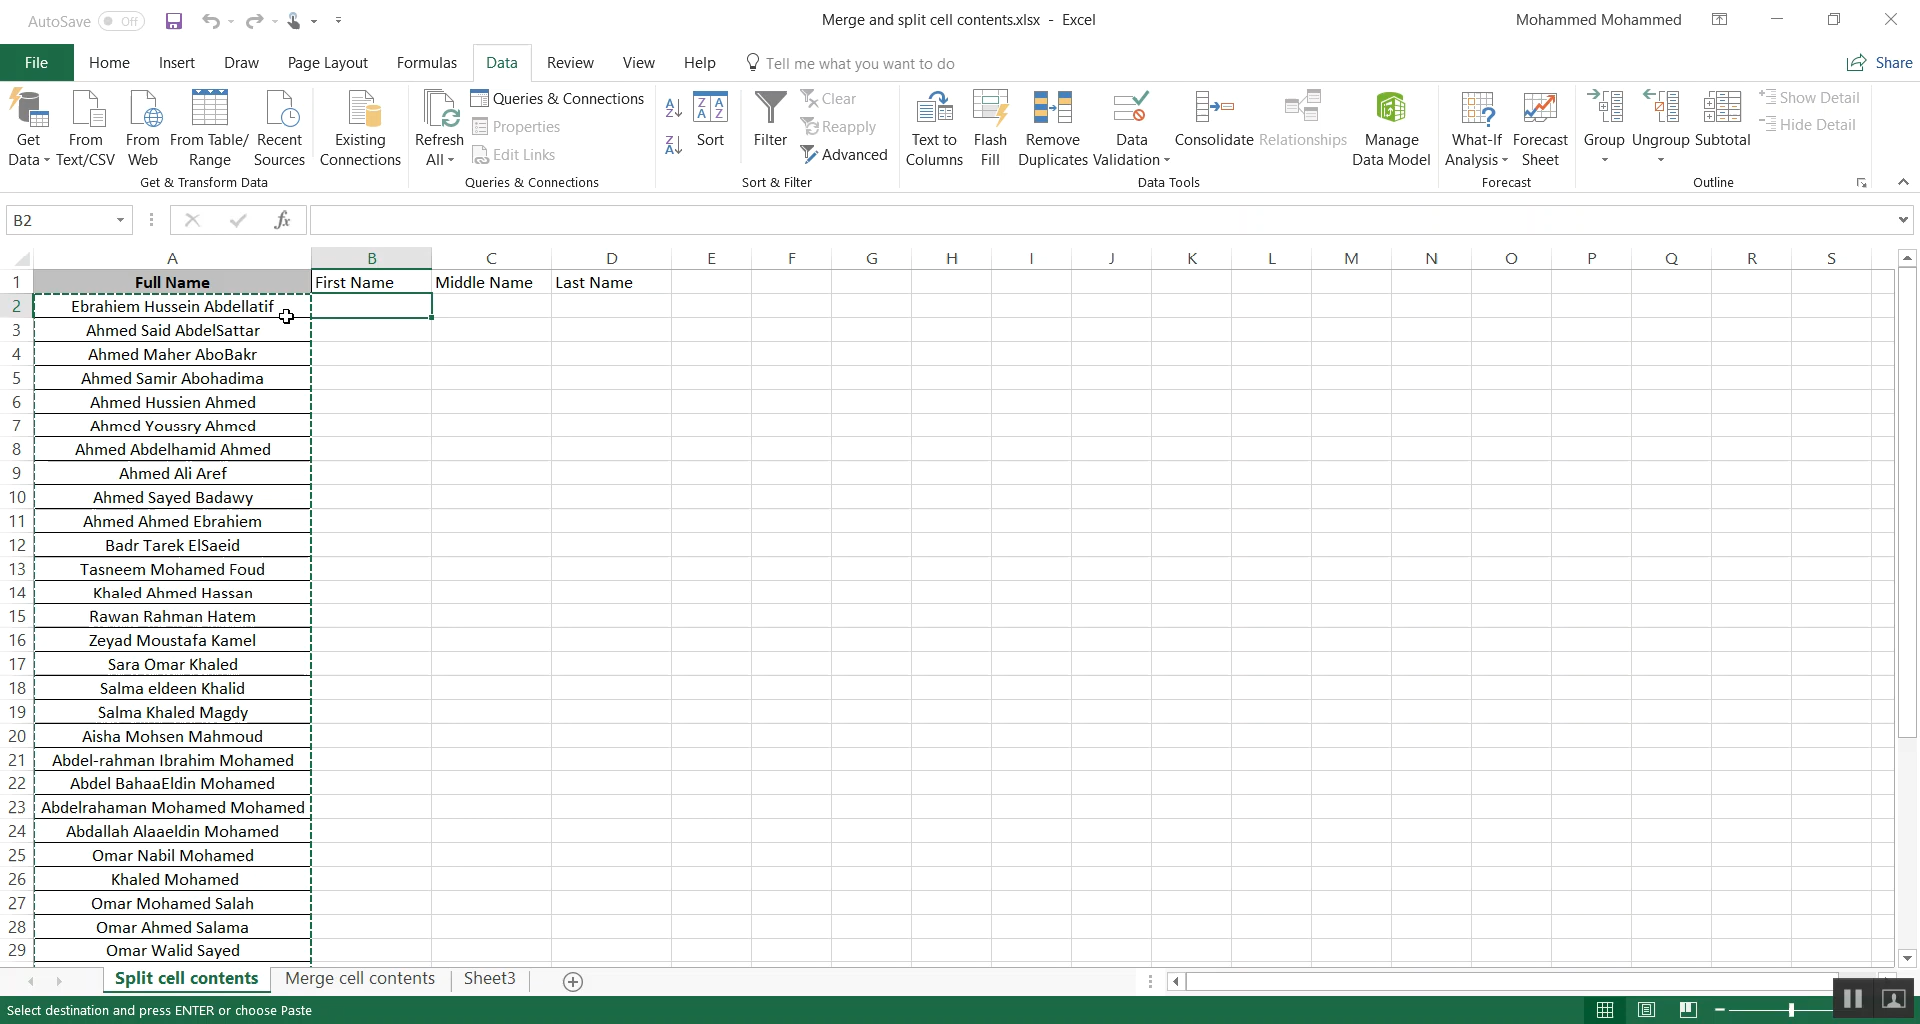 AutoSave Off
Merge and split cell contents.xlsx - Excel
Mohammed Mohammed
File Home Insert Draw Page Layout Formulas Data Review View Help Tell me what you want to do Share
Get Data
From Text/CSV
From Web
From Table/ Range
Recent Sources
Existing Connections
Get & Transform Data
Refresh All
Queries & Connections
Properties
Edit Links
Queries & Connections
Sort
Filter
Clear
Reapply
Advanced
Sort & Filter
Text to Columns
Flash Fill
Remove Duplicates
Data Validation
Consolidate
Relationships
Manage Data Model
Data Tools
What-If Analysis
Forecast Sheet
Forecast
Group
Ungroup
Subtotal
Show Detail
Hide Detail
Outline
B2 fx
A B C D E F G H I J K L M N O P Q R S
1 Full Name First Name Middle Name Last Name
2 Ebrahiem Hussein Abdellatif
3 Ahmed Said AbdelSattar
4 Ahmed Maher AboBakr
5 Ahmed Samir Abohadima
6 Ahmed Hussien Ahmed
7 Ahmed Youssry Ahmed
8 Ahmed Abdelhamid Ahmed
9 Ahmed Ali Aref
10 Ahmed Sayed Badawy
11 Ahmed Ahmed Ebrahiem
12 Badr Tarek ElSaeid
13 Tasneem Mohamed Foud
14 Khaled Ahmed Hassan
15 Rawan Rahman Hatem
16 Zeyad Moustafa Kamel
17 Sara Omar Khaled
18 Salma eldeen Khalid
19 Salma Khaled Magdy
20 Aisha Mohsen Mahmoud
21 Abdel-rahman Ibrahim Mohamed
22 Abdel BahaaEldin Mohamed
23 Abdelrahaman Mohamed Mohamed
24 Abdallah Alaaeldin Mohamed
25 Omar Nabil Mohamed
26 Khaled Mohamed
27 Omar Mohamed Salah
28 Omar Ahmed Salama
29 Omar Walid Sayed
Split cell contents Merge cell contents Sheet3
Select destination and press ENTER or choose Paste